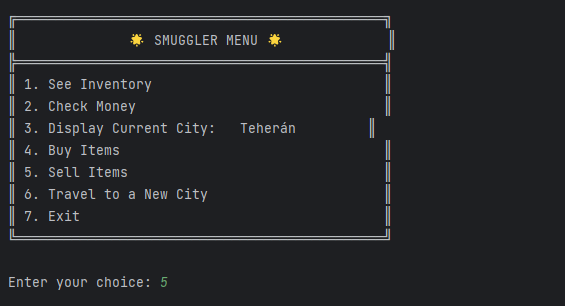 🌟 SMUGGLER MENU 🌟
1. See Inventory
2. Check Money
3. Display Current City:   Teherán
4. Buy Items
5. Sell Items
6. Travel to a New City
7. Exit
Enter your choice: 5